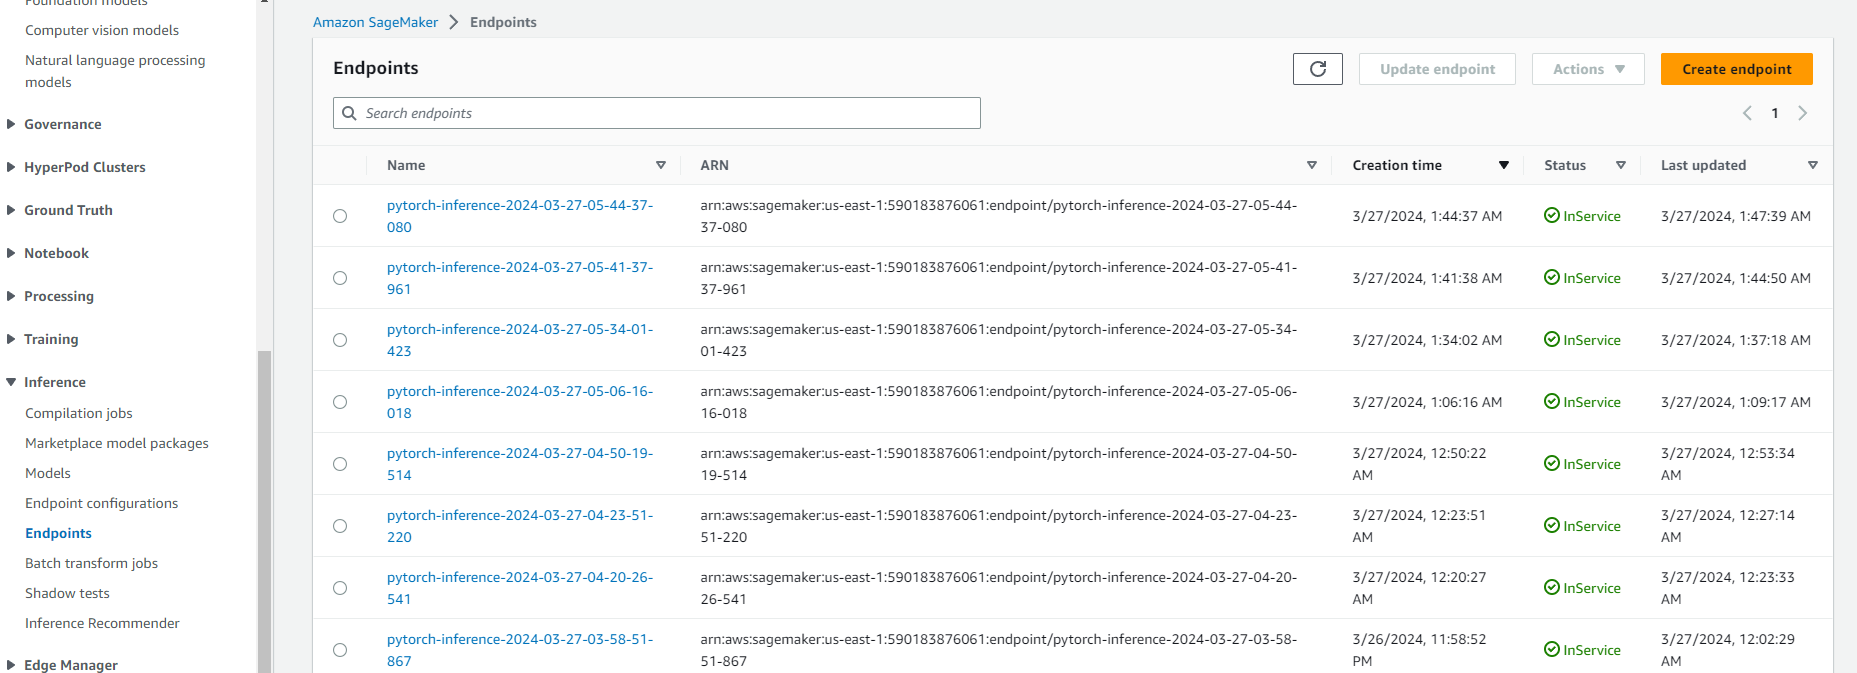 Foundation models
Computer vision models
Natural language processing
models
Governance
HyperPod Clusters
Ground Truth
Notebook
Processing
Training
Inference
Compilation jobs
Marketplace model packages
Models
Endpoint configurations
Endpoints
Batch transform jobs
Shadow tests
Inference Recommender
Edge Manager
Amazon SageMaker > Endpoints
Endpoints
Update endpoint
Actions
Create endpoint
Search endpoints
1
Name ARN Creation time Status Last updated
pytorch-inference-2024-03-27-05-44-37- arn:aws:sagemaker:us-east-1:590183876061:endpoint/pytorch-inference-2024-03-27-05-44-
080 37-080 3/27/2024, 1:44:37 AM InService 3/27/2024, 1:47:39 AM
pytorch-inference-2024-03-27-05-41-37- arn:aws:sagemaker:us-east-1:590183876061:endpoint/pytorch-inference-2024-03-27-05-41-
961 37-961 3/27/2024, 1:41:38 AM InService 3/27/2024, 1:44:50 AM
pytorch-inference-2024-03-27-05-34-01- arn:aws:sagemaker:us-east-1:590183876061:endpoint/pytorch-inference-2024-03-27-05-34-
423 01-423 3/27/2024, 1:34:02 AM InService 3/27/2024, 1:37:18 AM
pytorch-inference-2024-03-27-05-06-16- arn:aws:sagemaker:us-east-1:590183876061:endpoint/pytorch-inference-2024-03-27-05-06-
018 16-018 3/27/2024, 1:06:16 AM InService 3/27/2024, 1:09:17 AM
pytorch-inference-2024-03-27-04-50-19- arn:aws:sagemaker:us-east-1:590183876061:endpoint/pytorch-inference-2024-03-27-04-50- 3/27/2024, 12:50:22 InService 3/27/2024, 12:53:34
514 19-514 AM AM
pytorch-inference-2024-03-27-04-23-51- arn:aws:sagemaker:us-east-1:590183876061:endpoint/pytorch-inference-2024-03-27-04-23- 3/27/2024, 12:23:51 InService 3/27/2024, 12:27:14
220 51-220 AM AM
pytorch-inference-2024-03-27-04-20-26- arn:aws:sagemaker:us-east-1:590183876061:endpoint/pytorch-inference-2024-03-27-04-20- 3/27/2024, 12:20:27 InService 3/27/2024, 12:23:33
541 26-541 AM AM
pytorch-inference-2024-03-27-03-58-51- arn:aws:sagemaker:us-east-1:590183876061:endpoint/pytorch-inference-2024-03-27-03-58- 3/26/2024, 11:58:52 InService 3/27/2024, 12:02:29
867 51-867 PM AM